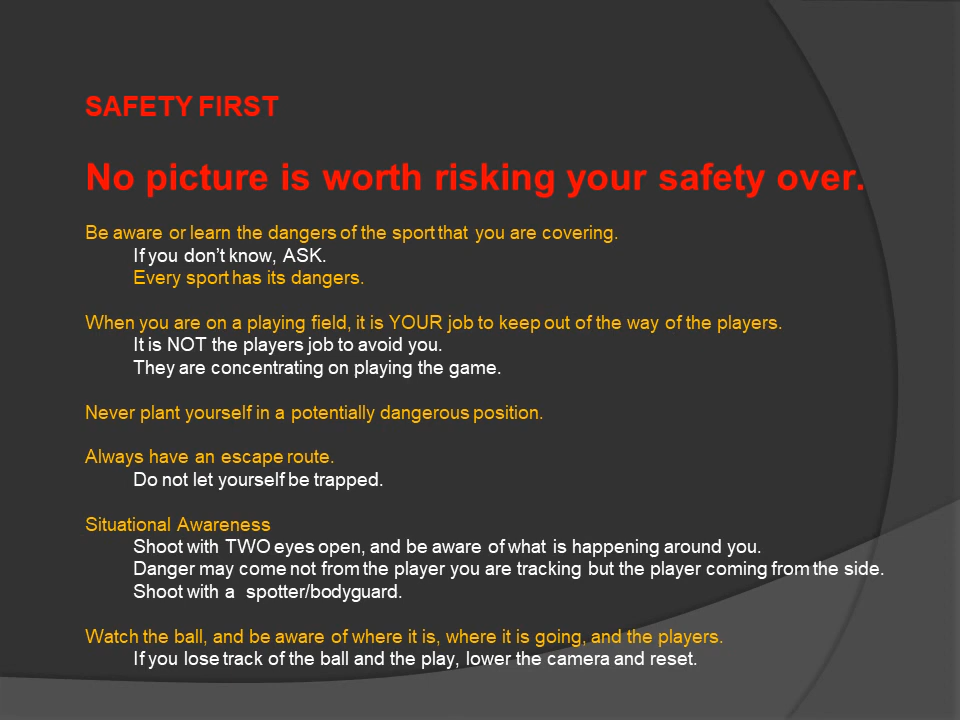 SAFETY FIRST
No picture is worth risking your safety over.
Be aware or learn the dangers of the sport that you are covering.
If you don’t know, ASK.
Every sport has its dangers.
When you are on a playing field, it is YOUR job to keep out of the way of the players.
It is NOT the players job to avoid you.
They are concentrating on playing the game.
Never plant yourself in a potentially dangerous position.
Always have an escape route.
Do not let yourself be trapped.
Situational Awareness
Shoot with TWO eyes open, and be aware of what is happening around you.
Danger may come not from the player you are tracking but the player coming from the side.
Shoot with a  spotter/bodyguard.
Watch the ball, and be aware of where it is, where it is going, and the players.
If you lose track of the ball and the play, lower the camera and reset.